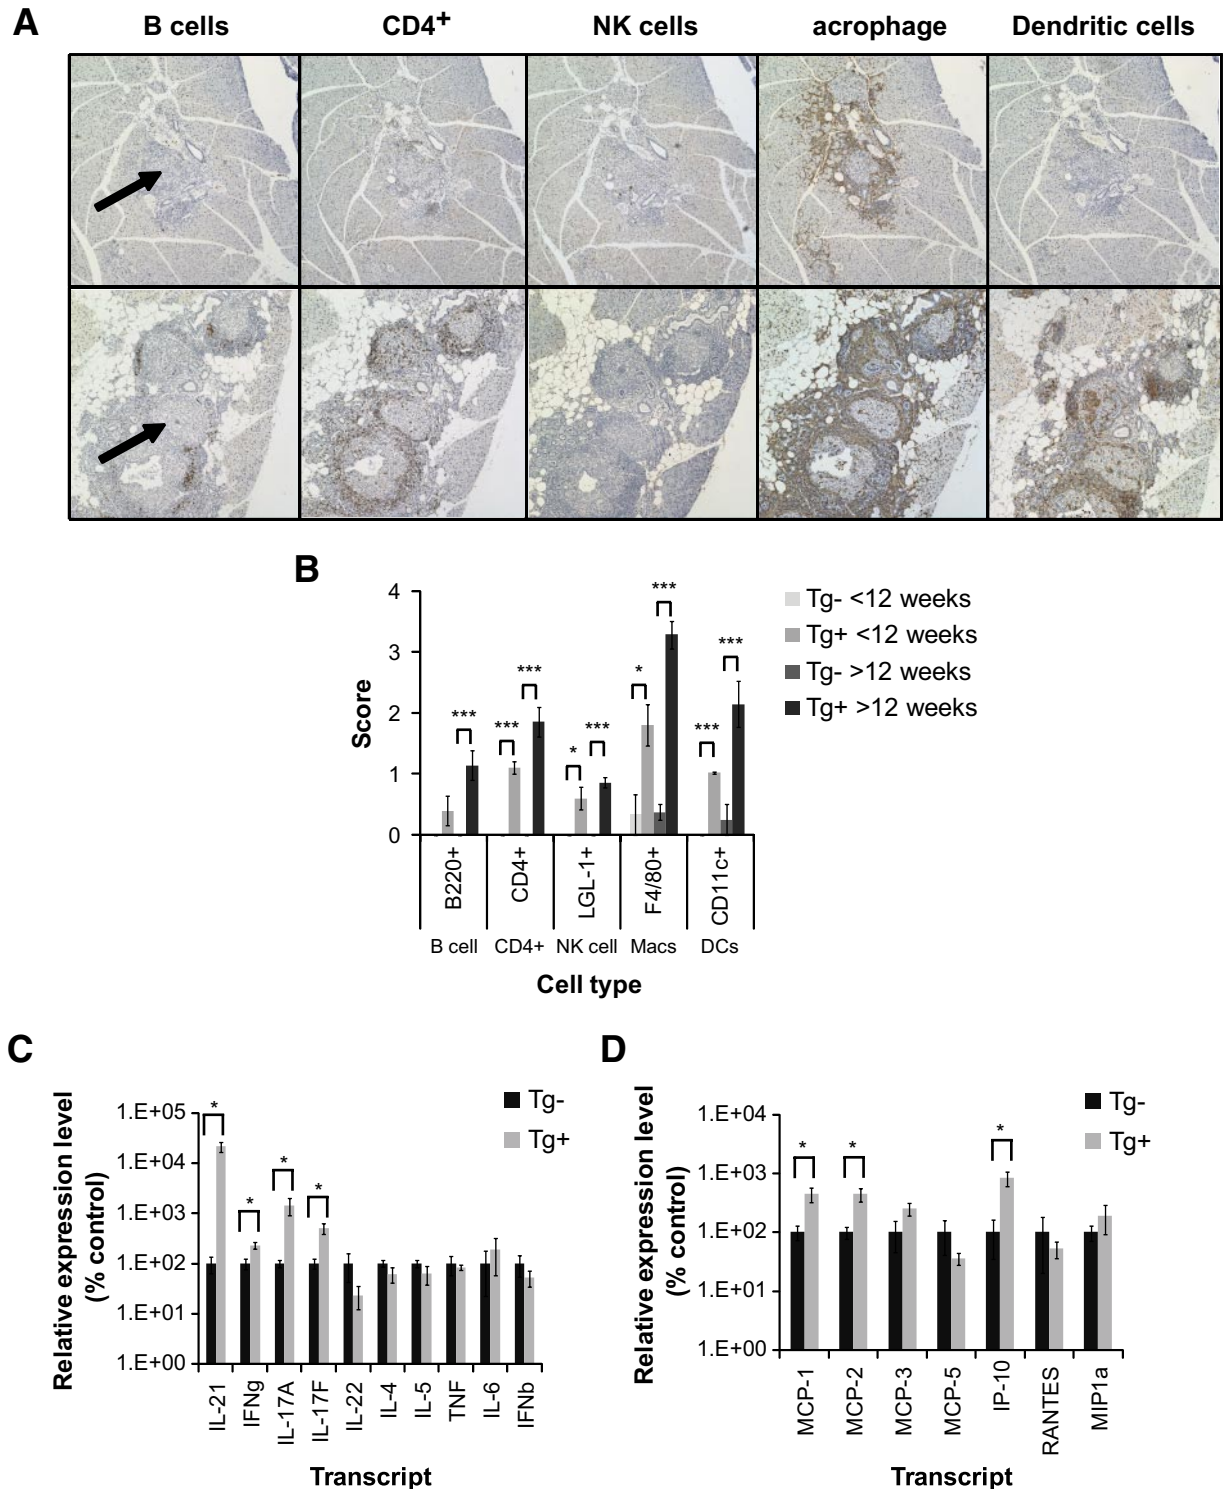 A
B cells CD4+ NK cells acrophage Dendritic cells
B
Score
4
3
2
1
0
*** *** *** * *** * *** *** ***
Tg- <12 weeks
Tg+ <12 weeks
Tg- >12 weeks
Tg+ >12 weeks
B220+ CD4+ LGL-1+ F4/80+ CD11c+
B cell CD4+ NK cell Macs DCs
Cell type
C
Relative expression level
(% control)
1.E+05
1.E+04
1.E+03
1.E+02
1.E+01
1.E+00
* * * *
Tg-
Tg+
IL-21 IFNg IL-17A IL-17F IL-22 IL-4 IL-5 TNF IL-6 IFNb
Transcript
D
Relative expression level
(% control)
1.E+04
1.E+03
1.E+02
1.E+01
1.E+00
* * *
Tg-
Tg+
MCP-1 MCP-2 MCP-3 MCP-5 IP-10 RANTES MIP1a
Transcript